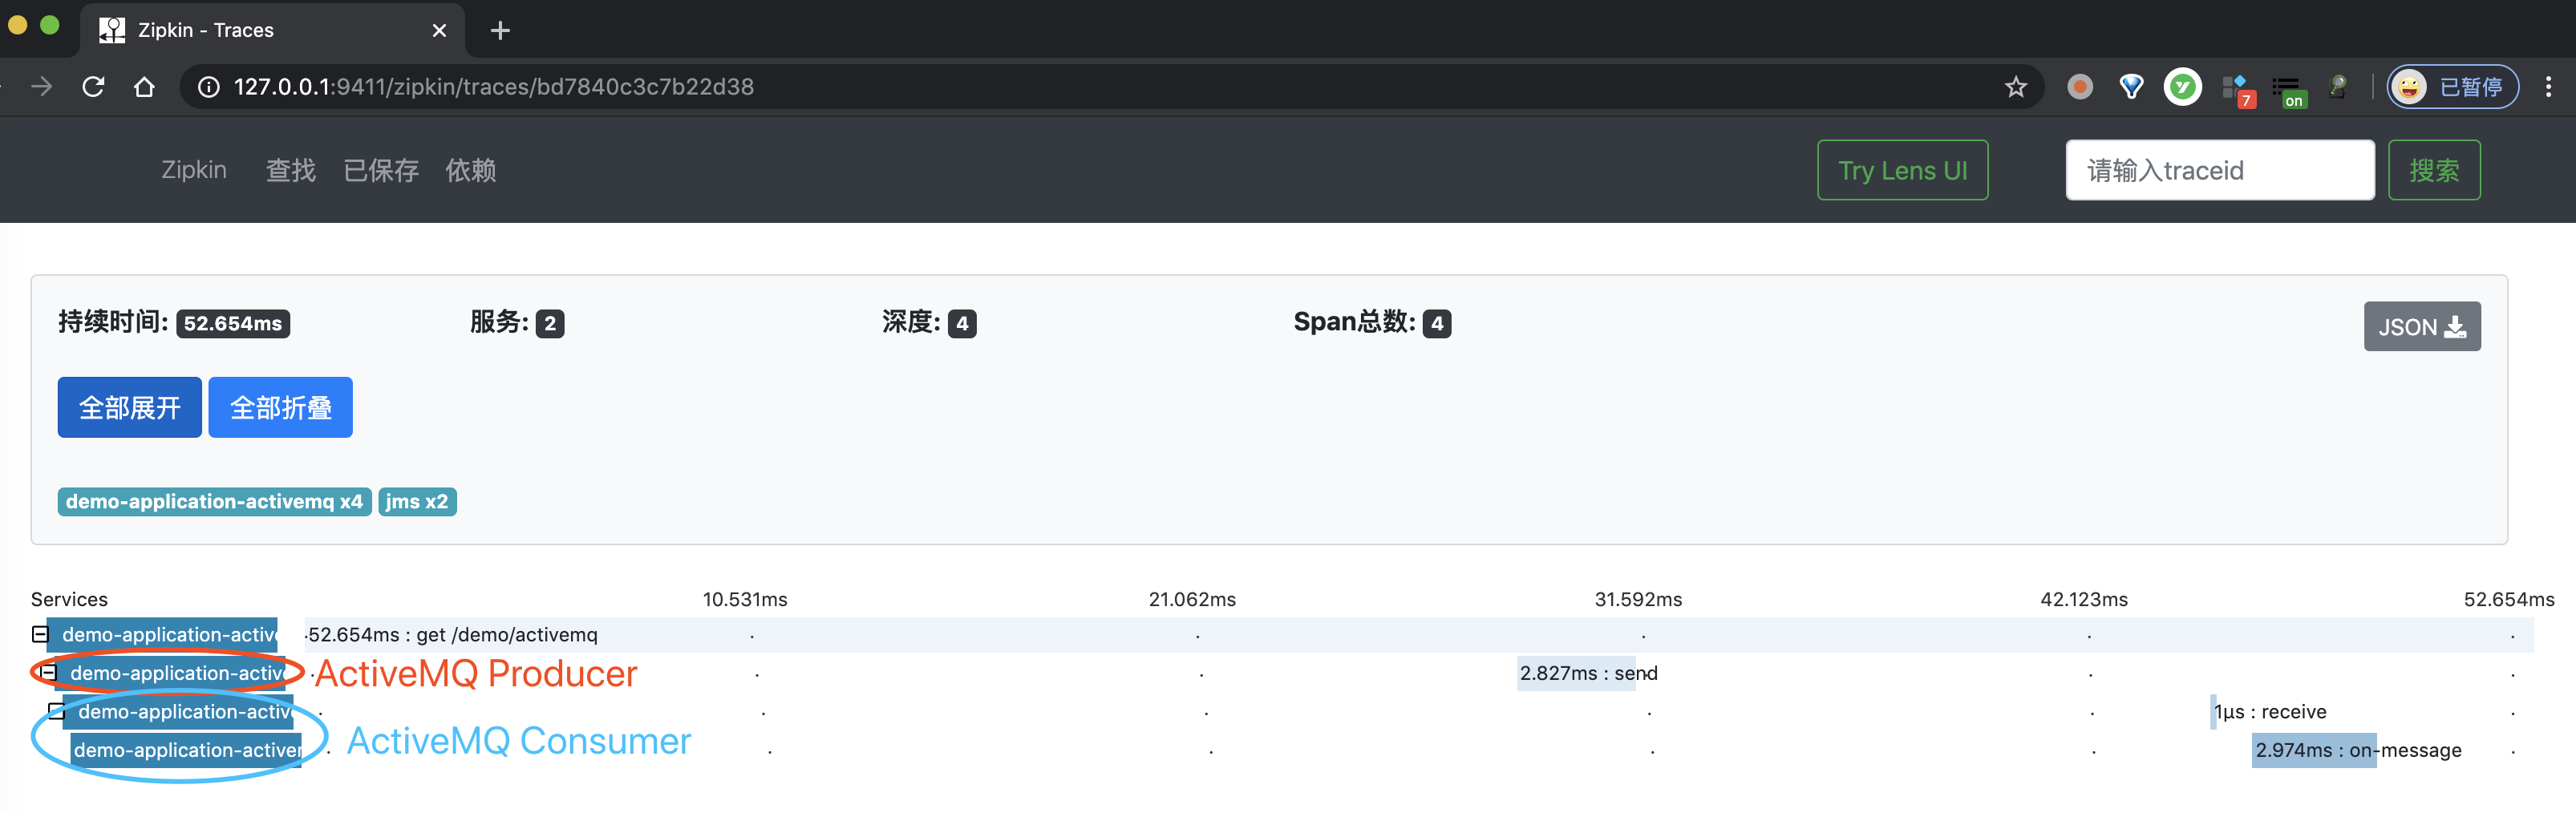 Zipkin - Traces
127.0.0.1:9411/zipkin/traces/bd7840c3c7b22d38
7
on
已暂停
Zipkin 查找 已保存 依赖
Try Lens UI
请输入traceid
搜索
持续时间: 52.654ms 服务: 2 深度: 4 Span总数: 4
JSON
全部展开 全部折叠
demo-application-activemq x4 jms x2
Services 10.531ms 21.062ms 31.592ms 42.123ms 52.654ms
demo-application-active 52.654ms : get /demo/activemq
demo-application-active ActiveMQ Producer 2.827ms : send
demo-application-active 1μs : receive
demo-application-activem 2.974ms : on-message
ActiveMQ Consumer